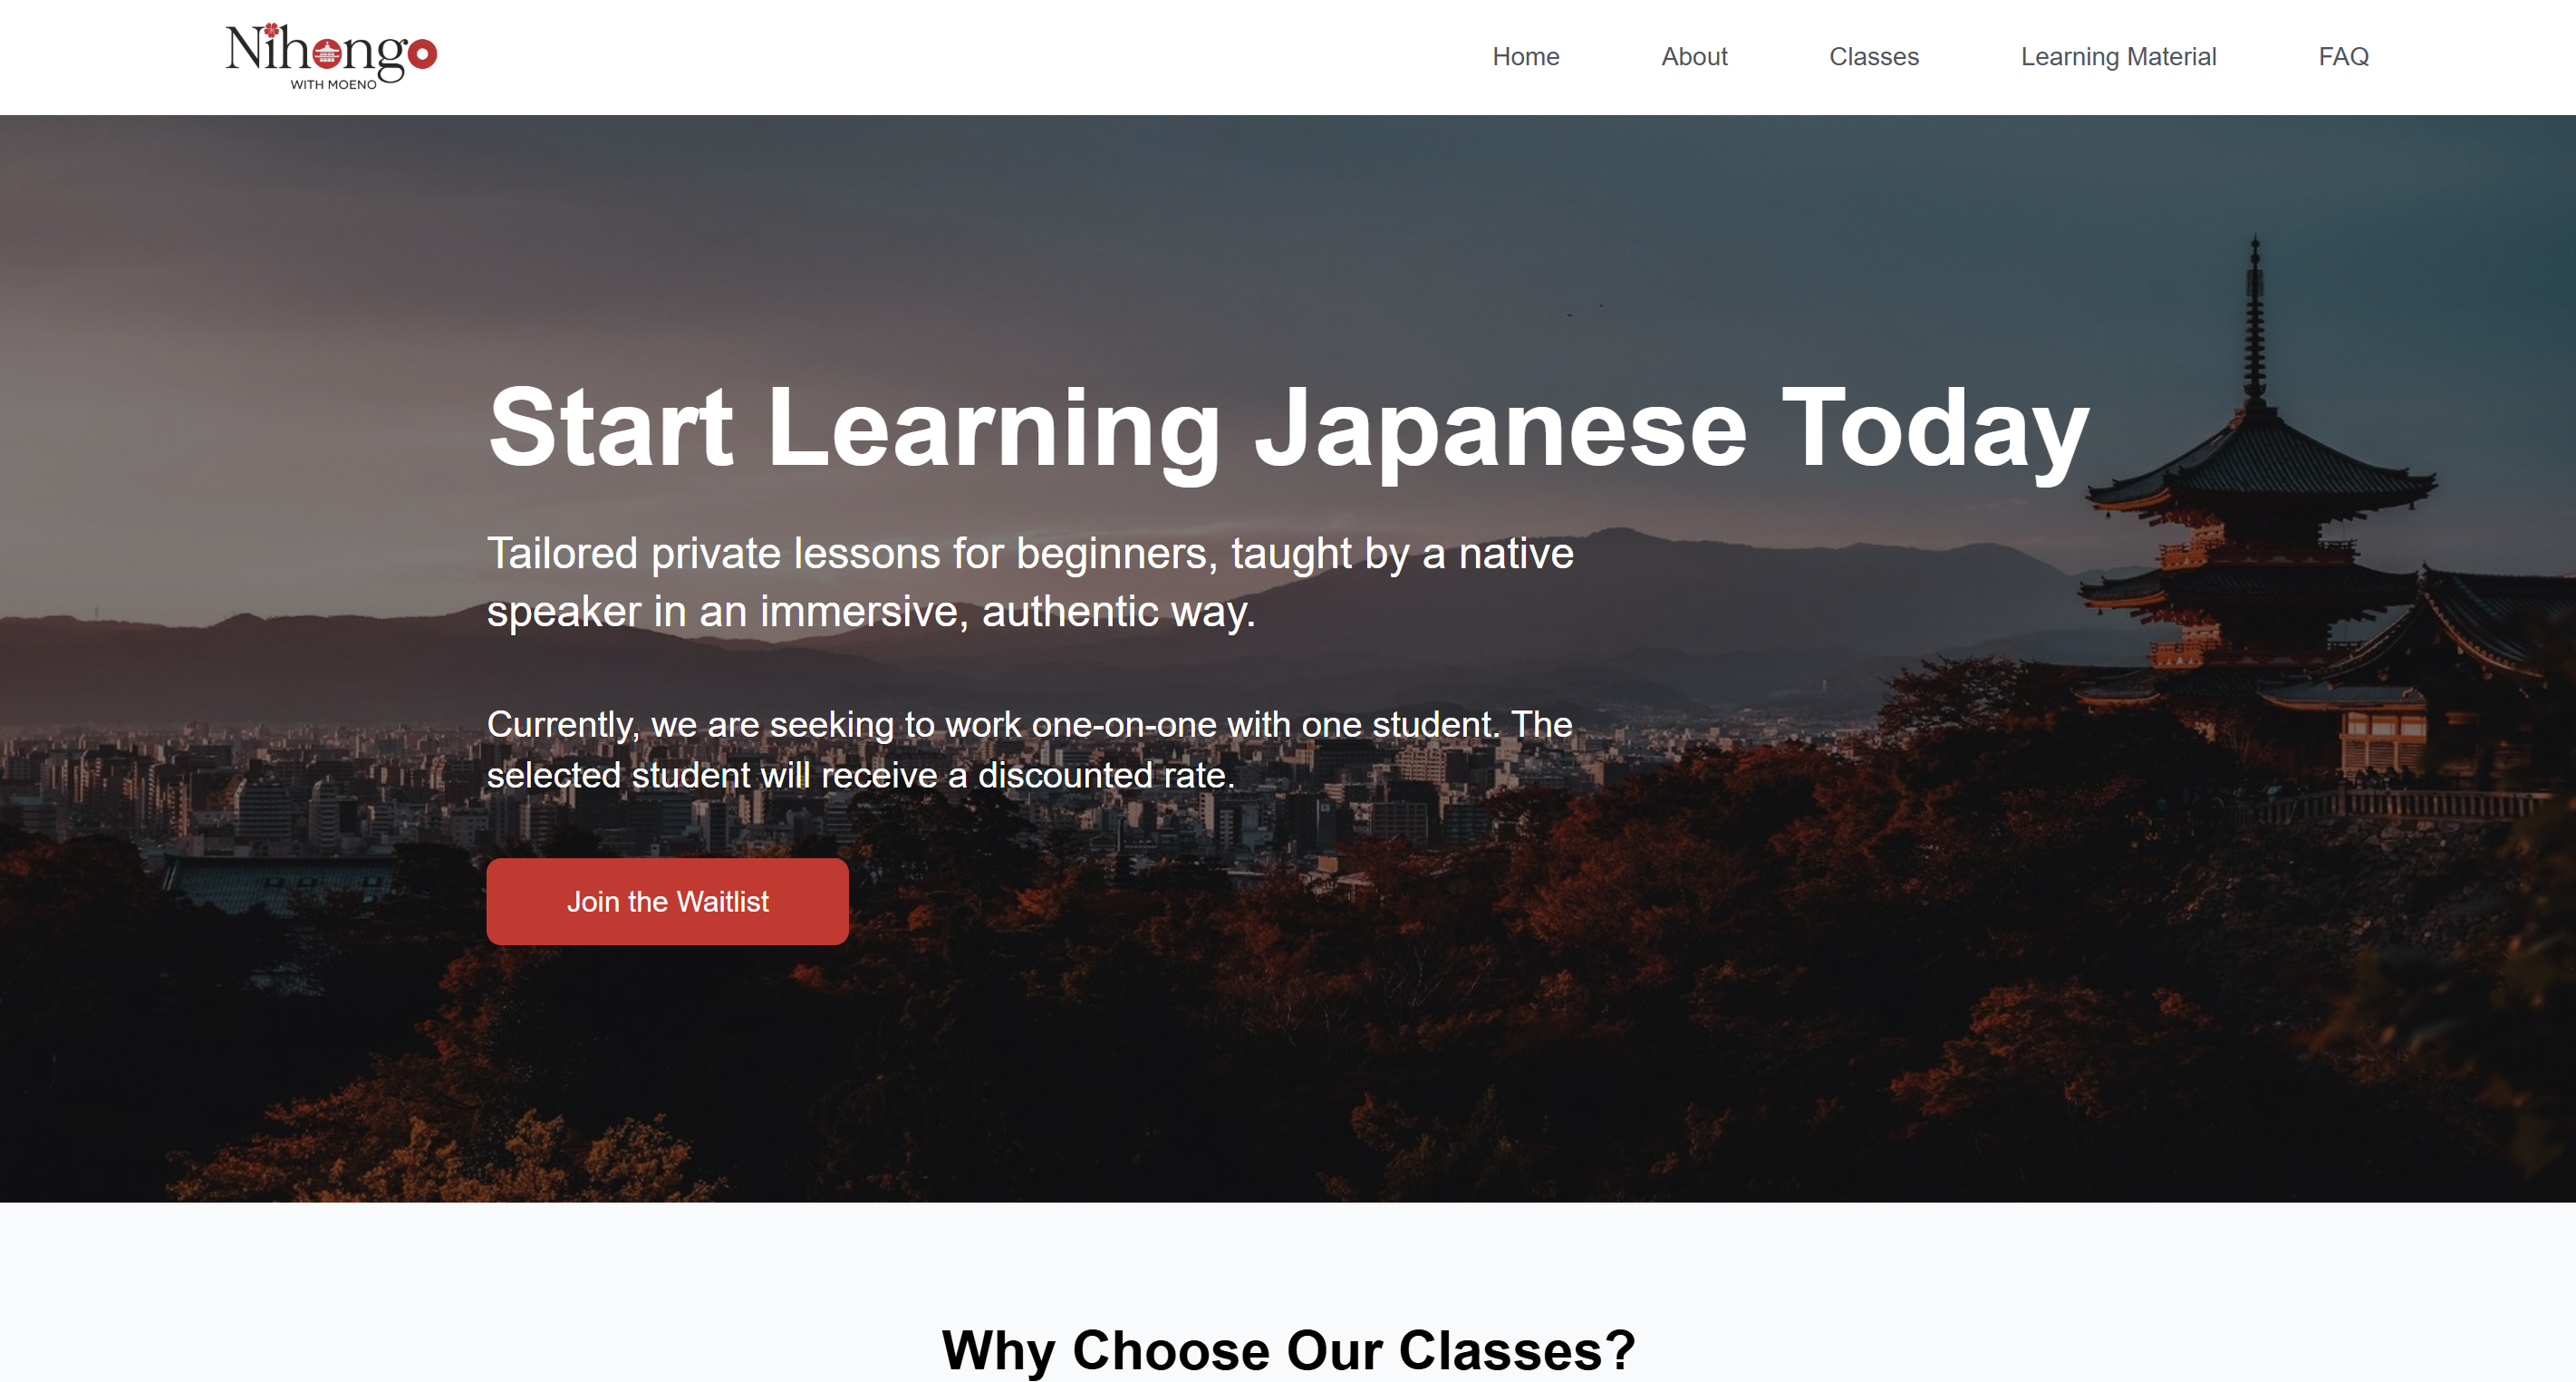 Nihongo
WITH MOENO
Home
About
Classes
Learning Material
FAQ
Start Learning Japanese Today
Tailored private lessons for beginners, taught by a native
speaker in an immersive, authentic way.
Currently, we are seeking to work one-on-one with one student. The
selected student will receive a discounted rate.
Join the Waitlist
Why Choose Our Classes?